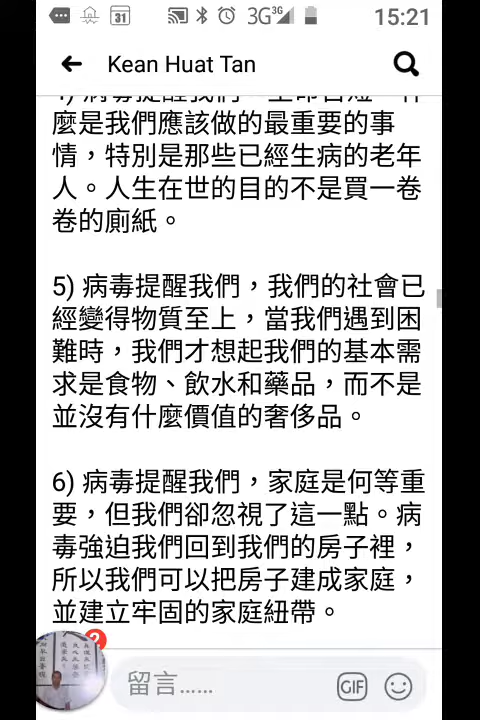 31
3G
3G
15:21
Kean Huat Tan
麼是我們應該做的最重要的事
情，特別是那些已經生病的老年
人。人生在世的目的不是買一卷
卷的廁紙。
5) 病毒提醒我們，我們的社會已
經變得物質至上，當我們遇到困
難時，我們才想起我們的基本需
求是食物、飲水和藥品，而不是
並沒有什麼價值的奢侈品。
6) 病毒提醒我們，家庭是何等重
要，但我們卻忽視了這一點。病
毒強迫我們回到我們的房子裡，
所以我們可以把房子建成家庭，
並建立牢固的家庭紐帶。
留言......
GIF